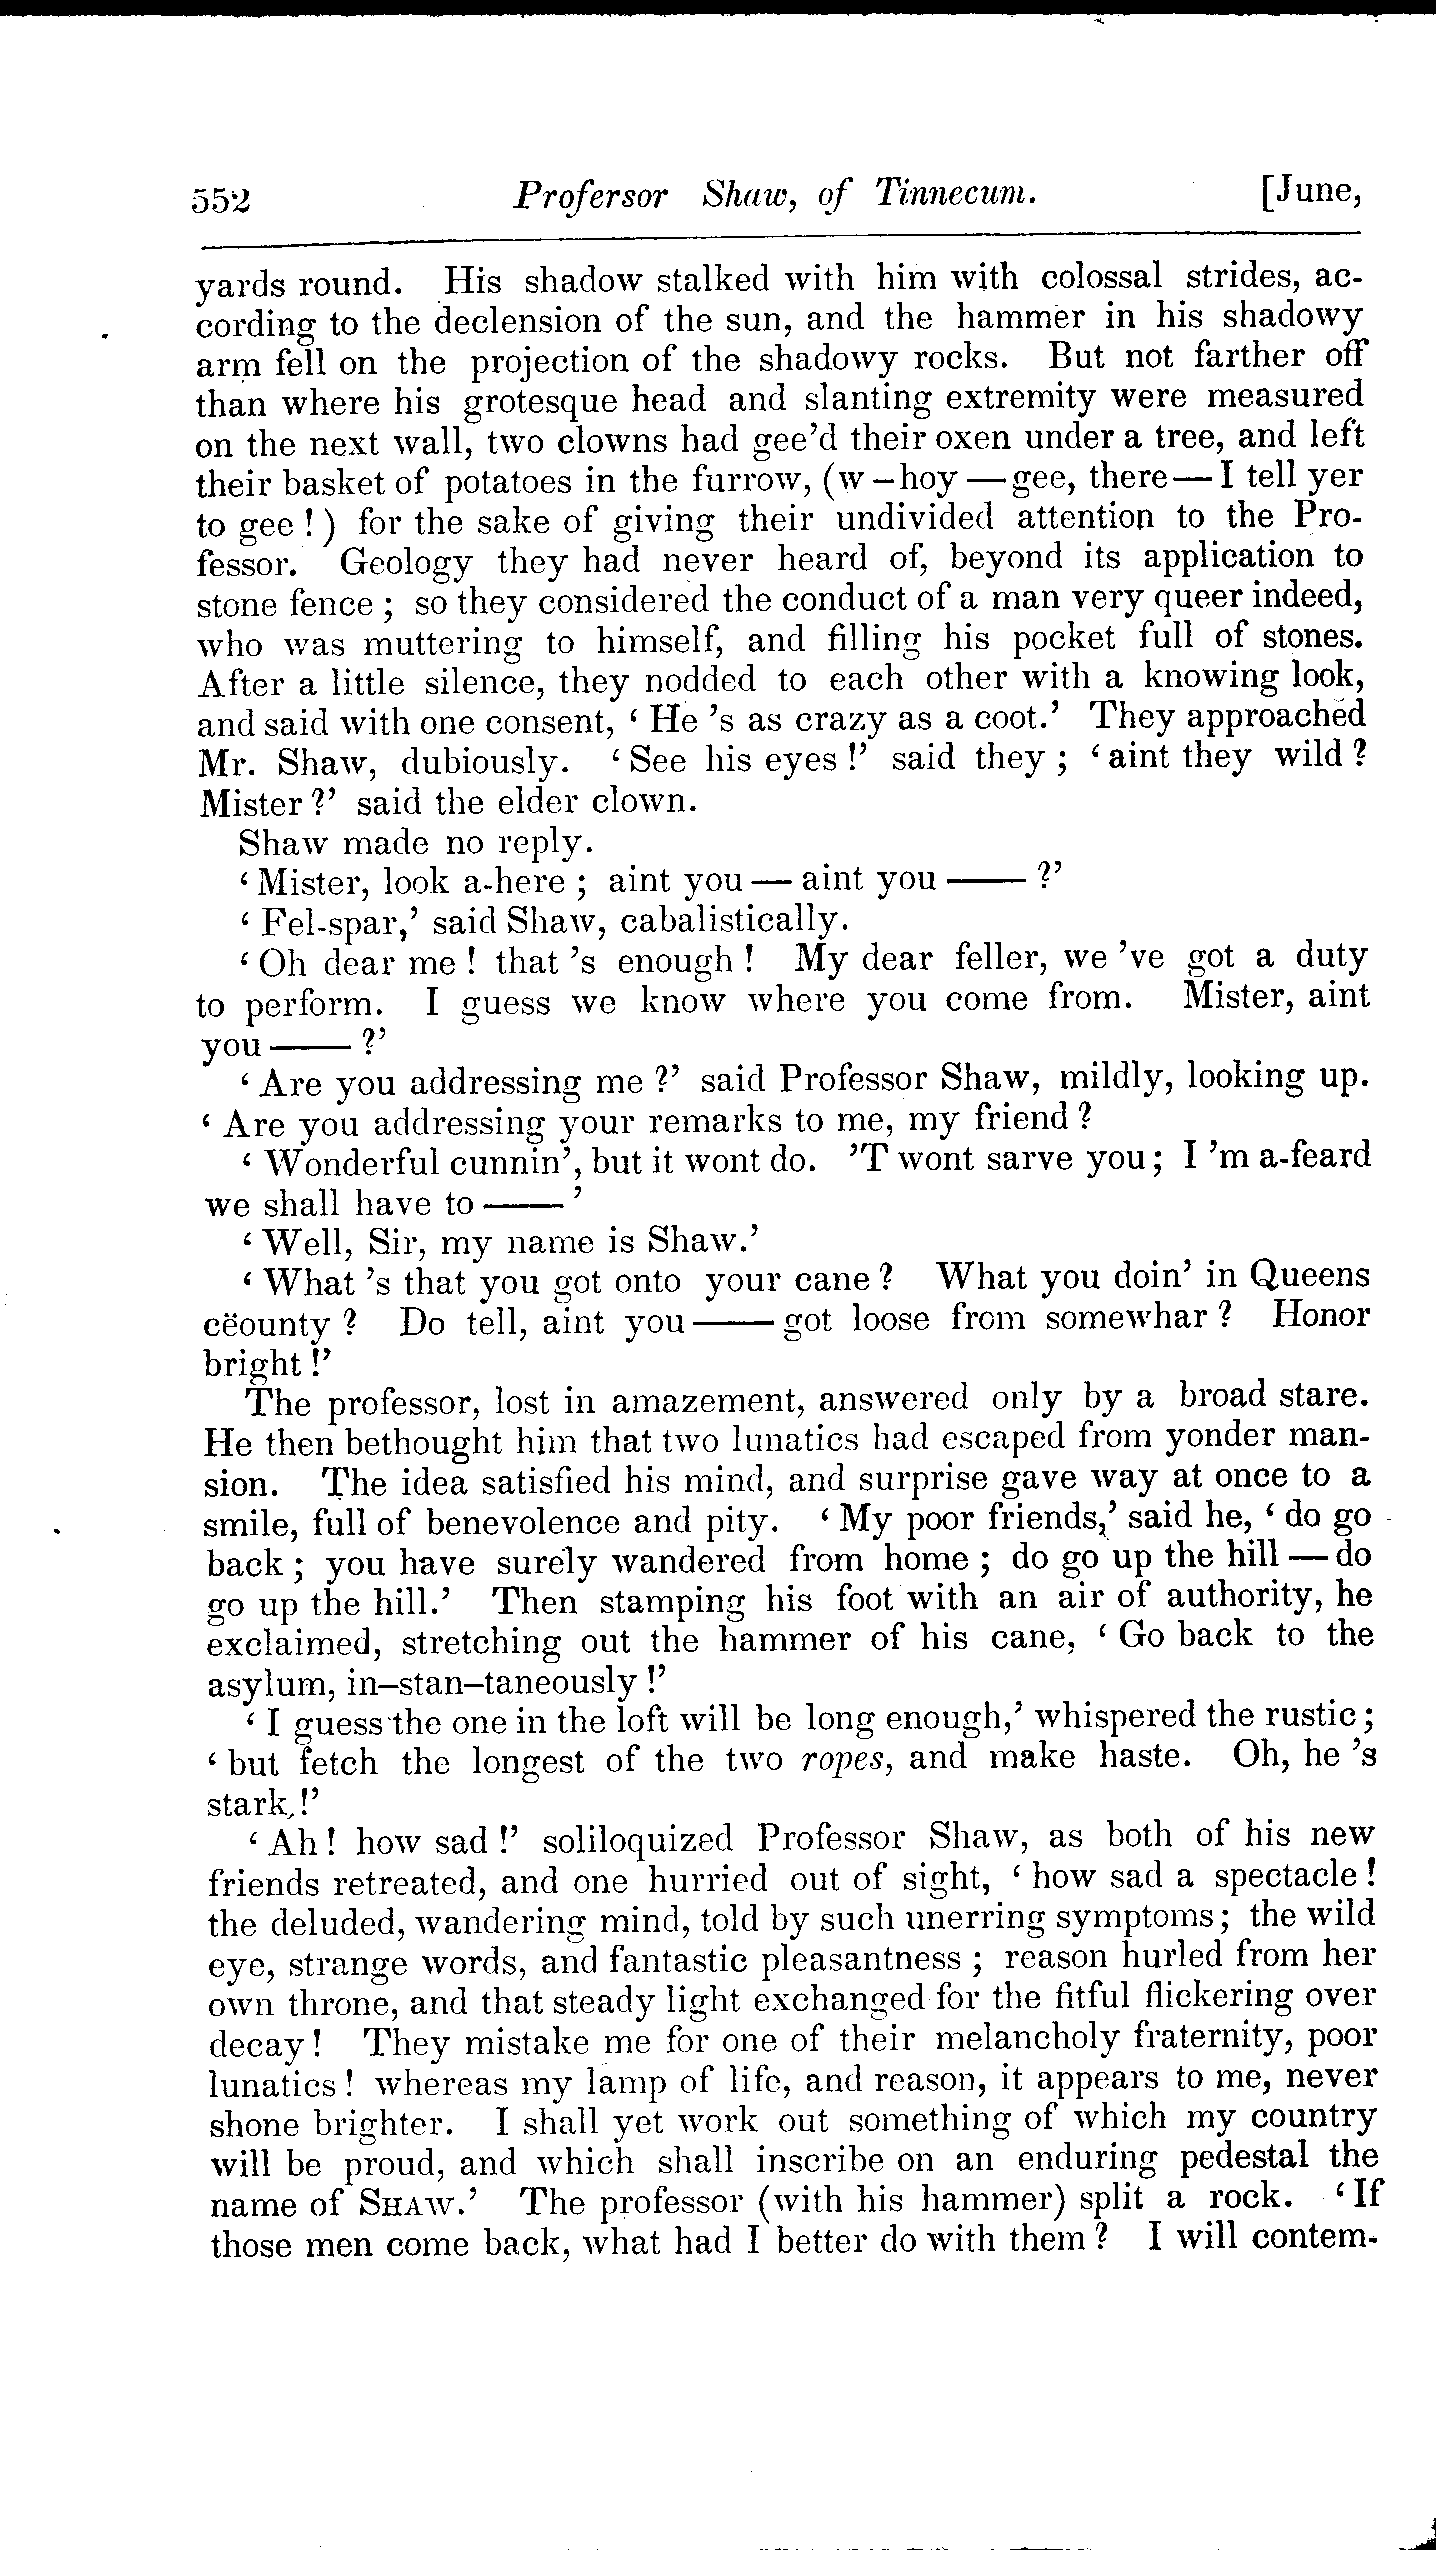 552 Profersor Shaw, of Tinnecum. [June,
yards round. His shadow stalked with him with colossal strides, ac-
cording to the declension of the sun, and the hammer in his shadowy
arm fell on the projection of the shadowy rocks. But not farther off
than where his grotesque head and slanting extremity were measured
on the next wall, two clowns had gee'd their oxen under a tree, and left
their basket of potatoes in the furrow, (w–hoy — gee, there — I tell yer
to gee!) for the sake of giving their undivided attention to the Pro-
fessor. Geology they had never heard of, beyond its application to
stone fence; so they considered the conduct of a man very queer indeed,
who was muttering to himself, and filling his pocket full of stones.
After a little silence, they nodded to each other with a knowing look,
and said with one consent, ‘He 's as crazy as a coot.’ They approached
Mr. Shaw, dubiously. ‘See his eyes!’ said they; ‘aint they wild?
Mister?’ said the elder clown.
Shaw made no reply.
‘Mister, look a-here; aint you — aint you —— ?’
‘Fel-spar,’ said Shaw, cabalistically.
‘Oh dear me! that 's enough! My dear feller, we 've got a duty
to perform. I guess we know where you come from. Mister, aint
you —— ?’
‘Are you addressing me?’ said Professor Shaw, mildly, looking up.
‘Are you addressing your remarks to me, my friend?
‘Wonderful cunnin', but it wont do. 'T wont sarve you; I 'm a-feard
we shall have to —— ’
‘Well, Sir, my name is Shaw.’
‘What 's that you got onto your cane? What you doin' in Queens
cëounty? Do tell, aint you —— got loose from somewhar? Honor
bright!’
The professor, lost in amazement, answered only by a broad stare.
He then bethought him that two lunatics had escaped from yonder man-
sion. The idea satisfied his mind, and surprise gave way at once to a
smile, full of benevolence and pity. ‘My poor friends,’ said he, ‘do go
back; you have surely wandered from home; do go up the hill — do
go up the hill.’ Then stamping his foot with an air of authority, he
exclaimed, stretching out the hammer of his cane, ‘Go back to the
asylum, in–stan–taneously!’
‘I guess the one in the loft will be long enough,’ whispered the rustic;
‘but fetch the longest of the two ropes, and make haste. Oh, he 's
stark,!’
‘Ah! how sad!’ soliloquized Professor Shaw, as both of his new
friends retreated, and one hurried out of sight, ‘how sad a spectacle!
the deluded, wandering mind, told by such unerring symptoms; the wild
eye, strange words, and fantastic pleasantness; reason hurled from her
own throne, and that steady light exchanged for the fitful flickering over
decay! They mistake me for one of their melancholy fraternity, poor
lunatics! whereas my lamp of life, and reason, it appears to me, never
shone brighter. I shall yet work out something of which my country
will be proud, and which shall inscribe on an enduring pedestal the
name of SHAW.’ The professor (with his hammer) split a rock. ‘If
those men come back, what had I better do with them? I will contem-